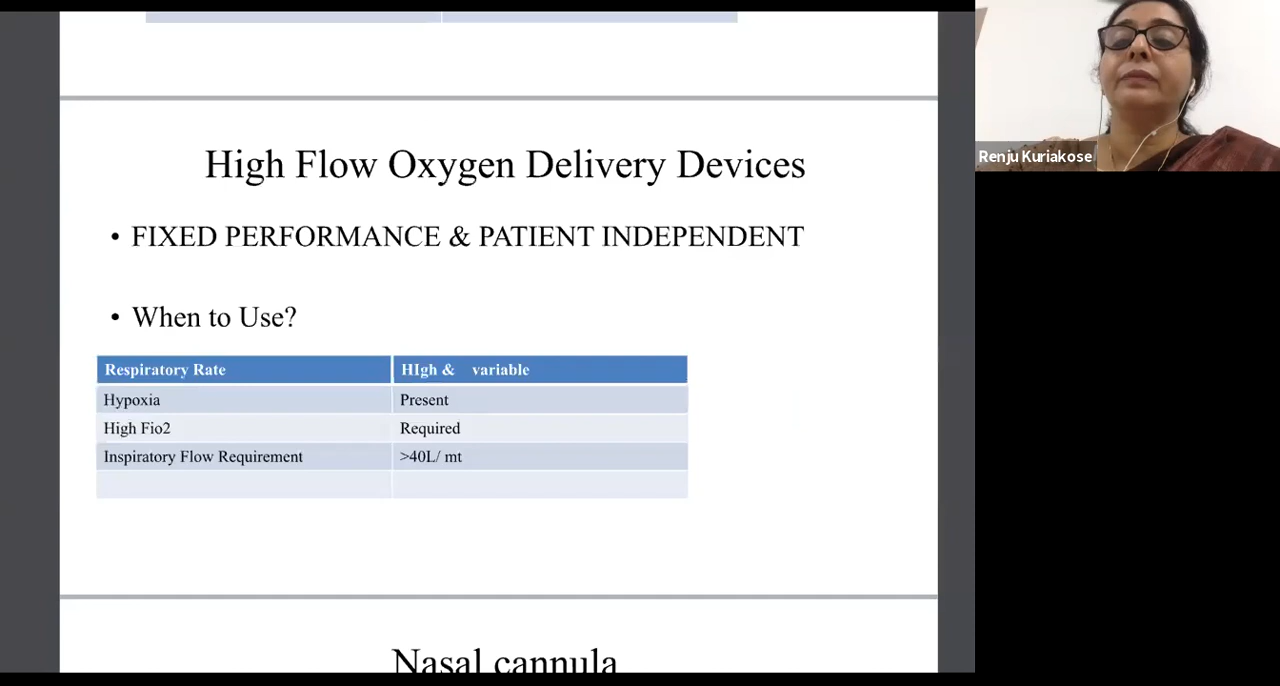 High Flow Oxygen Delivery Devices
• FIXED PERFORMANCE & PATIENT INDEPENDENT
• When to Use?
Respiratory Rate HIgh & variable
Hypoxia Present
High Fio2 Required
Inspiratory Flow Requirement >40L/ mt
Nasal cannula
Renju Kuriakose